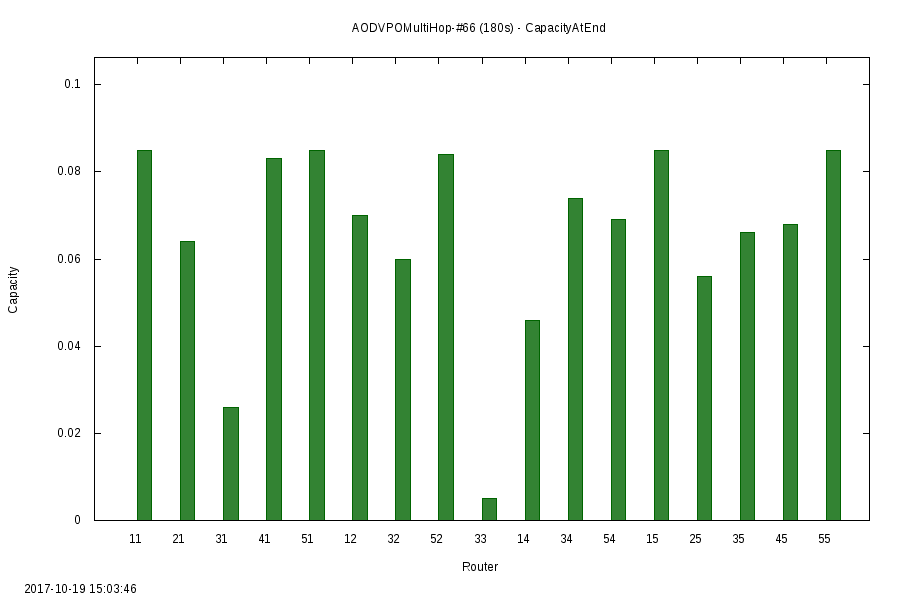 AODVPOMultiHop-#66 (180s) - CapacityAtEnd
0.1
0.08
0.06
0.04
0.02
0
Capacity
11 21 31 41 51 12 32 52 33 14 34 54 15 25 35 45 55
Router
2017-10-19 15:03:46